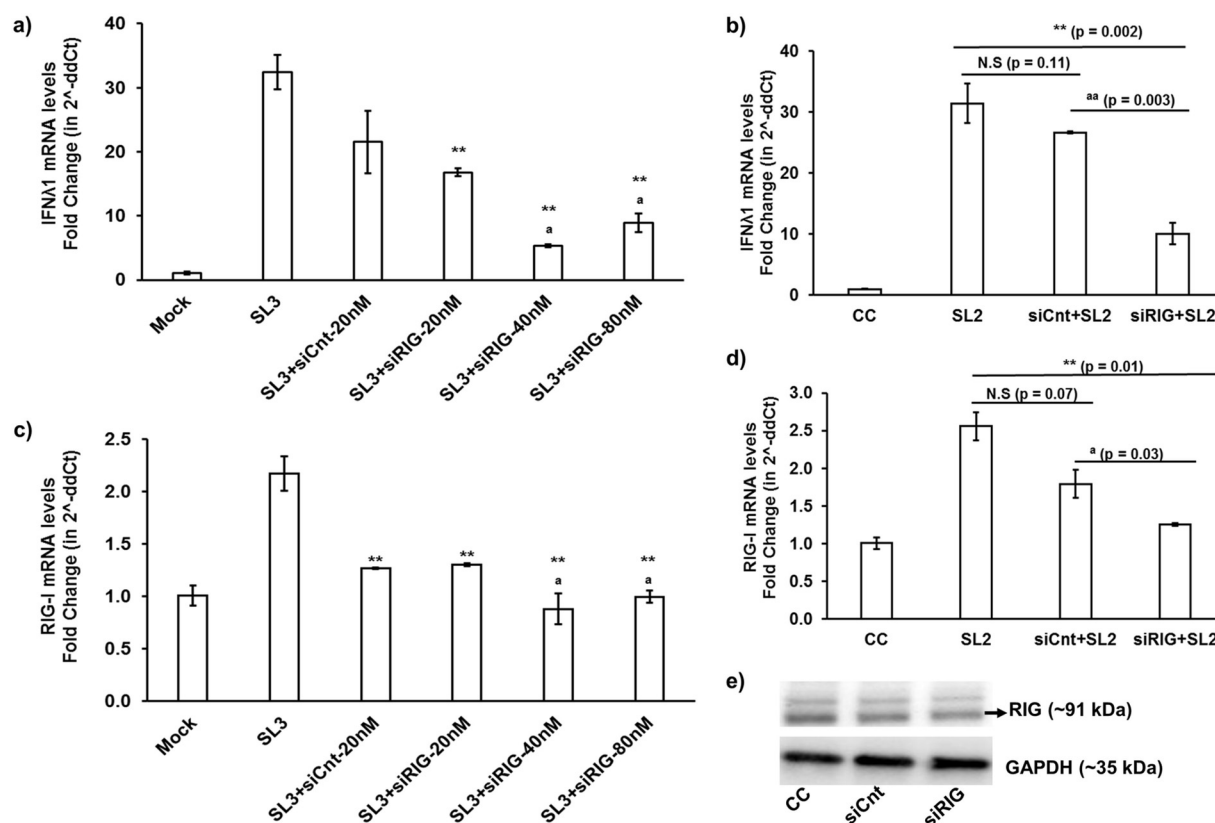 a)
IFNλ1 mRNA levels
Fold Change (in 2^-ddCt)
40
30
20
10
0
**
**
a
**
a
Mock
SL3
SL3+siCnt-20nM
SL3+siRIG-20nM
SL3+siRIG-40nM
SL3+siRIG-80nM
b)
IFNλ1 mRNA levels
Fold Change (in 2^-ddCt)
40
30
20
10
0
** (p = 0.002)
N.S (p = 0.11)
aa (p = 0.003)
CC
SL2
siCnt+SL2
siRIG+SL2
c)
RIG-I mRNA levels
Fold Change (in 2^-ddCt)
2.5
2.0
1.5
1.0
0.5
0.0
**
**
**
a
**
a
Mock
SL3
SL3+siCnt-20nM
SL3+siRIG-20nM
SL3+siRIG-40nM
SL3+siRIG-80nM
d)
RIG-I mRNA levels
Fold Change (in 2^-ddCt)
3.0
2.5
2.0
1.5
1.0
0.5
0.0
** (p = 0.01)
N.S (p = 0.07)
a (p = 0.03)
CC
SL2
siCnt+SL2
siRIG+SL2
e)
RIG (~91 kDa)
GAPDH (~35 kDa)
CC
siCnt
siRIG